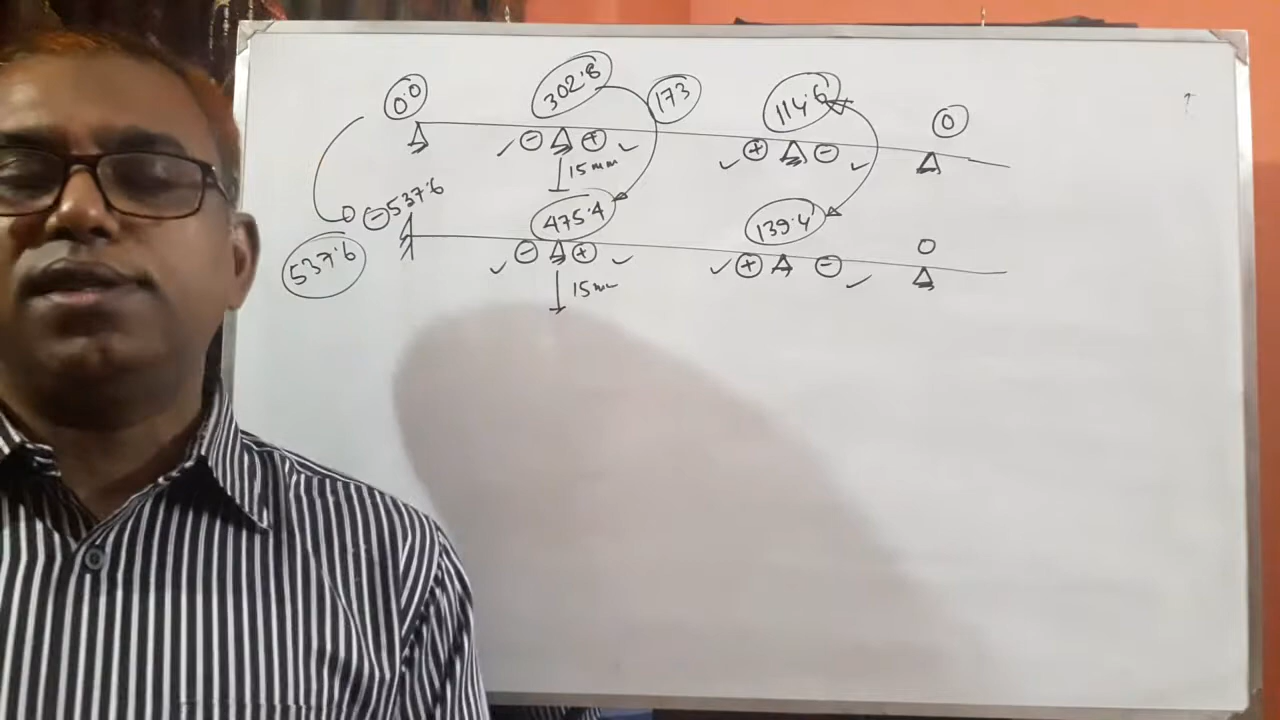 0.0 302.8 173 114.6 0
⊖ ⊕ ⊕ ⊖
15mm
⊖537.6 475.4 139.4 0
537.6 ⊖ ⊕ ⊕ ⊖
15mm